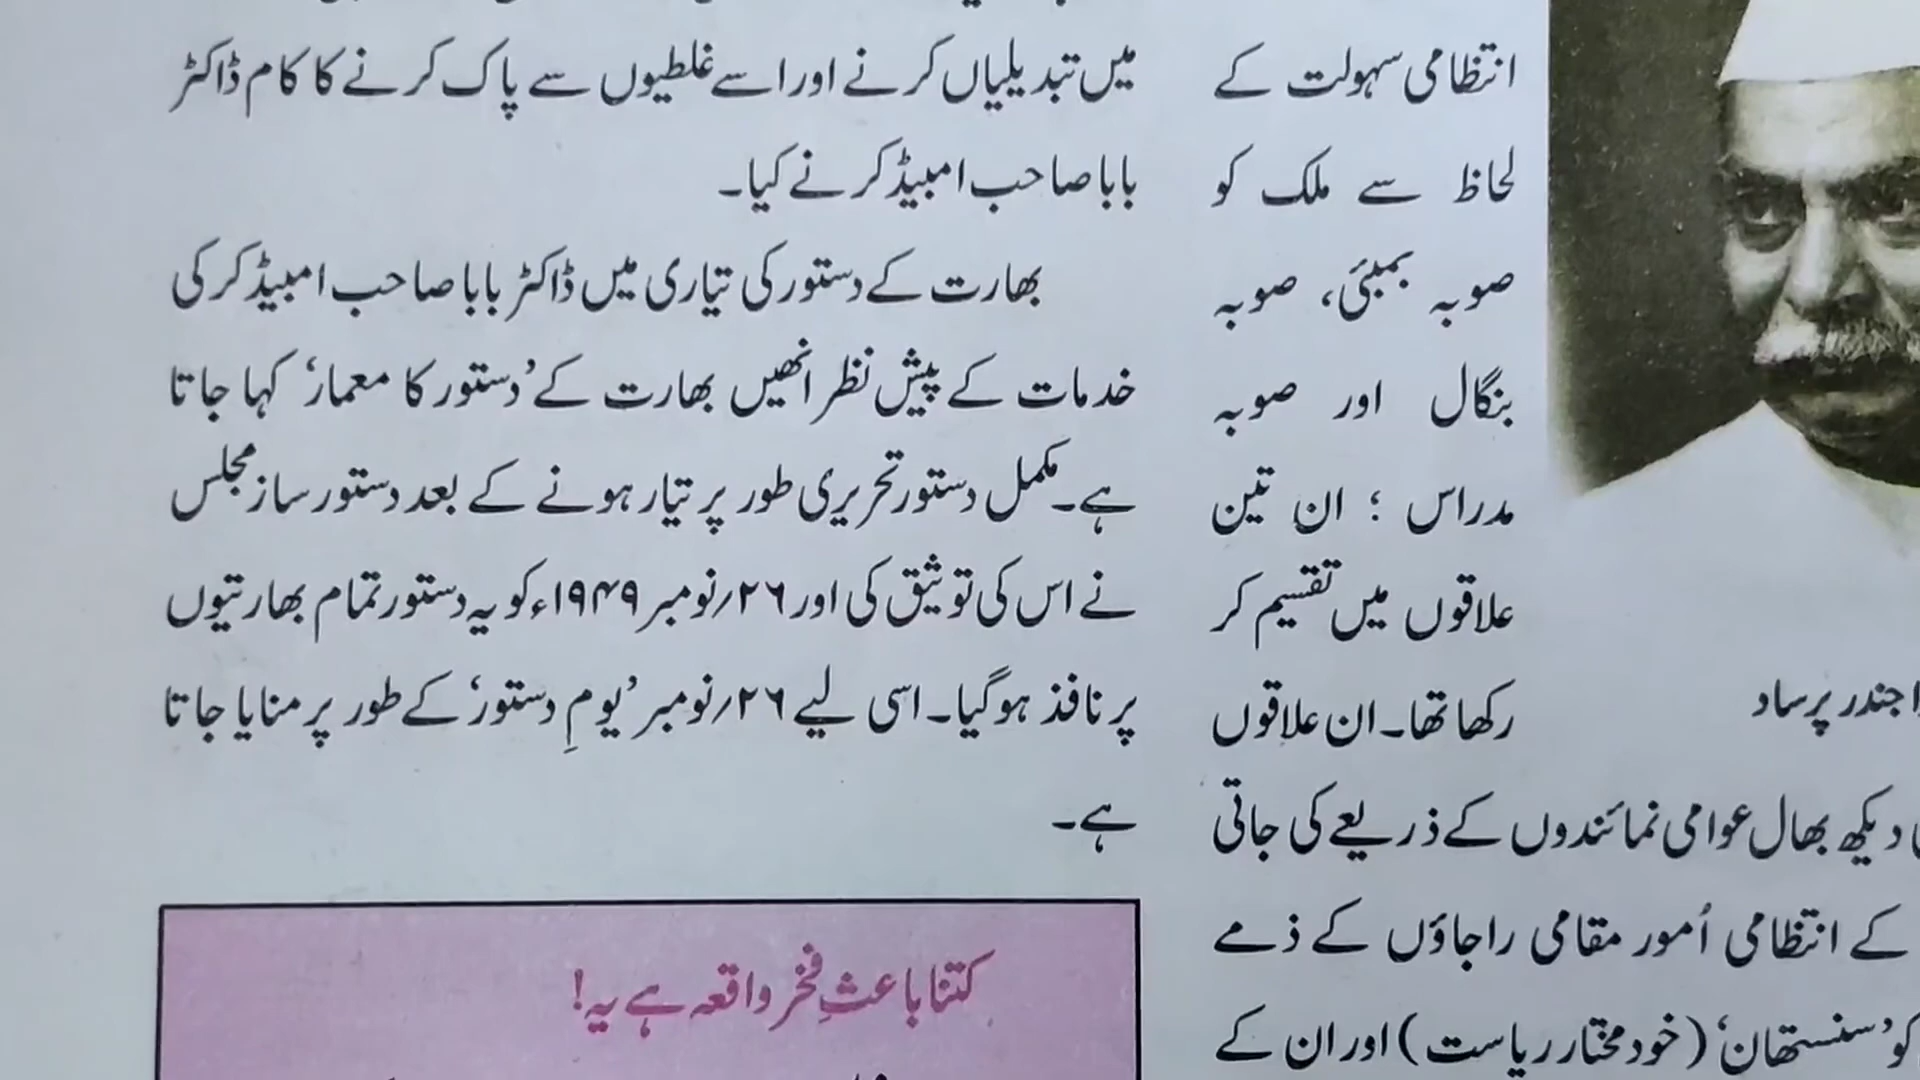 انتظامی سہولت کے
لحاظ سے ملک کو
صوبہ بمبئی، صوبہ
بنگال اور صوبہ
مدراس ؛ ان تین
علاقوں میں تقسیم کر
رکھا تھا۔ ان علاقوں
دیکھ بھال عوامی نمائندوں کے ذریعے کی جاتی
کے انتظامی اُمور مقامی راجاؤں کے ذمے
کو ’سنستھان‘ (خود مختار ریاست) اور ان کے
اجندر پرساد
میں تبدیلیاں کرنے اور اسے غلطیوں سے پاک کرنے کا کام ڈاکٹر
بابا صاحب امبیڈکر نے کیا۔
بھارت کے دستور کی تیاری میں ڈاکٹر بابا صاحب امبیڈکر کی
خدمات کے پیش نظر انھیں بھارت کے ’دستور کا معمار‘ کہا جاتا
ہے۔ مکمل دستور تحریری طور پر تیار ہونے کے بعد دستور ساز مجلس
نے اس کی توثیق کی اور ۲۶؍نومبر ۱۹۴۹ء کو یہ دستور تمام بھارتیوں
پر نافذ ہوگیا۔ اسی لیے ۲۶؍نومبر ’یومِ دستور‘ کے طور پر منایا جاتا
ہے۔
کتنا باعثِ فخر واقعہ ہے یہ!